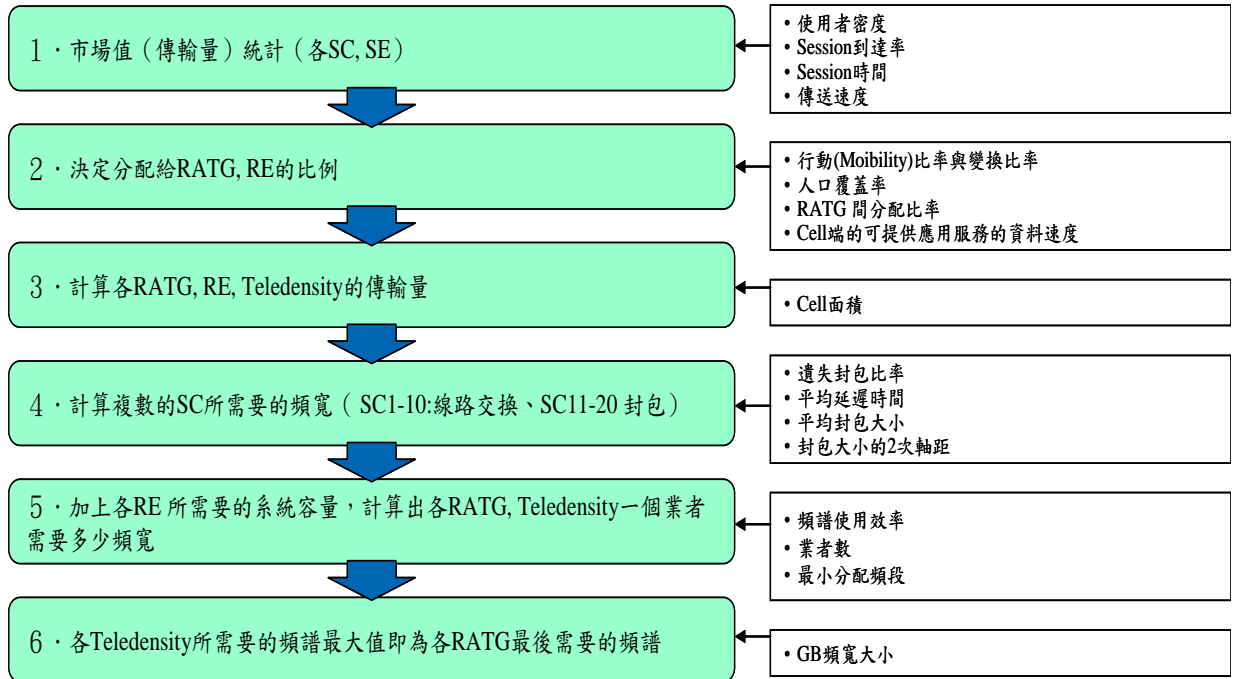 1．市場值（傳輸量）統計（各SC, SE）
• 使用者密度
• Session到達率
• Session時間
• 傳送速度
2．決定分配給RATG, RE的比例
• 行動(Moibility)比率與變換比率
• 人口覆蓋率
• RATG 間分配比率
• Cell端的可提供應用服務的資料速度
3．計算各RATG, RE, Teledensity的傳輸量
• Cell面積
4．計算複數的SC所需要的頻寬（ SC1-10:線路交換、SC11-20 封包）
• 遺失封包比率
• 平均延遲時間
• 平均封包大小
• 封包大小的2次軸距
5．加上各RE 所需要的系統容量，計算出各RATG, Teledensity一個業者
需要多少頻寬
• 頻譜使用效率
• 業者數
• 最小分配頻段
6．各Teledensity所需要的頻譜最大值即為各RATG最後需要的頻譜
• GB頻寬大小